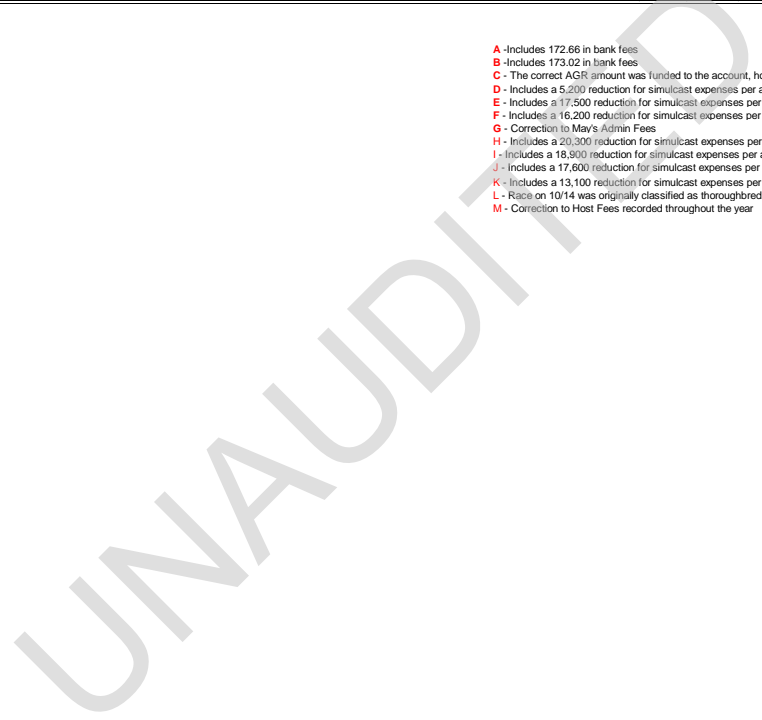 A -Includes 172.66 in bank fees
B -Includes 173.02 in bank fees
C - The correct AGR amount was funded to the account,
D - Includes a 5,200 reduction for simulcast expenses per
E - Includes a 17,500 reduction for simulcast expenses per
F - Includes a 16,200 reduction for simulcast expenses per
G - Correction to May's Admin Fees
H - Includes a 20,300 reduction for simulcast expenses per
I - Includes a 18,900 reduction for simulcast expenses per
J - Includes a 17,600 reduction for simulcast expenses per
K - Includes a 13,100 reduction for simulcast expenses per
L - Race on 10/14 was originally classified as thoroughbred
M - Correction to Host Fees recorded throughout the year
UNAUDITED